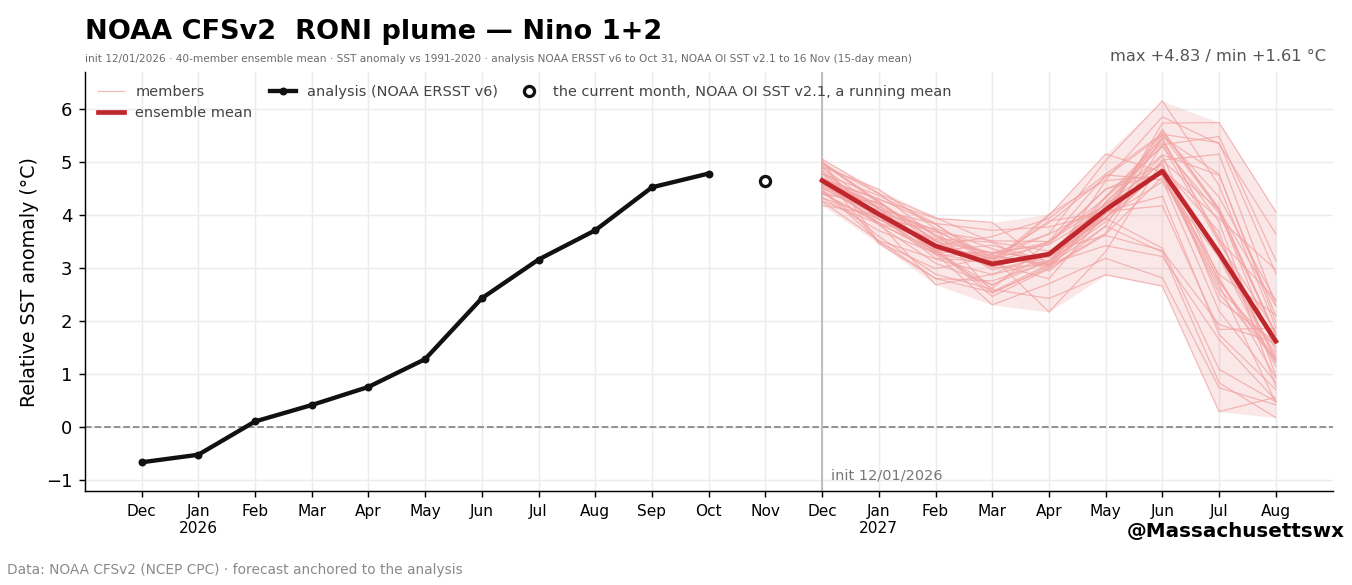 NOAA CFSv2  RONI plume — Nino 1+2
init 12/01/2026 · 40-member ensemble mean · SST anomaly vs 1991-2020 · analysis NOAA ERSST v6 to Oct 31, NOAA OI SST v2.1 to 16 Nov (15-day mean)
max +4.83 / min +1.61 °C
members
ensemble mean
analysis (NOAA ERSST v6)
the current month, NOAA OI SST v2.1, a running mean
Relative SST anomaly (°C)
6
5
4
3
2
1
0
−1
init 12/01/2026
Dec Jan Feb Mar Apr May Jun Jul Aug Sep Oct Nov Dec Jan Feb Mar Apr May Jun Jul Aug
2026 2027
@Massachusettswx
Data: NOAA CFSv2 (NCEP CPC) · forecast anchored to the analysis